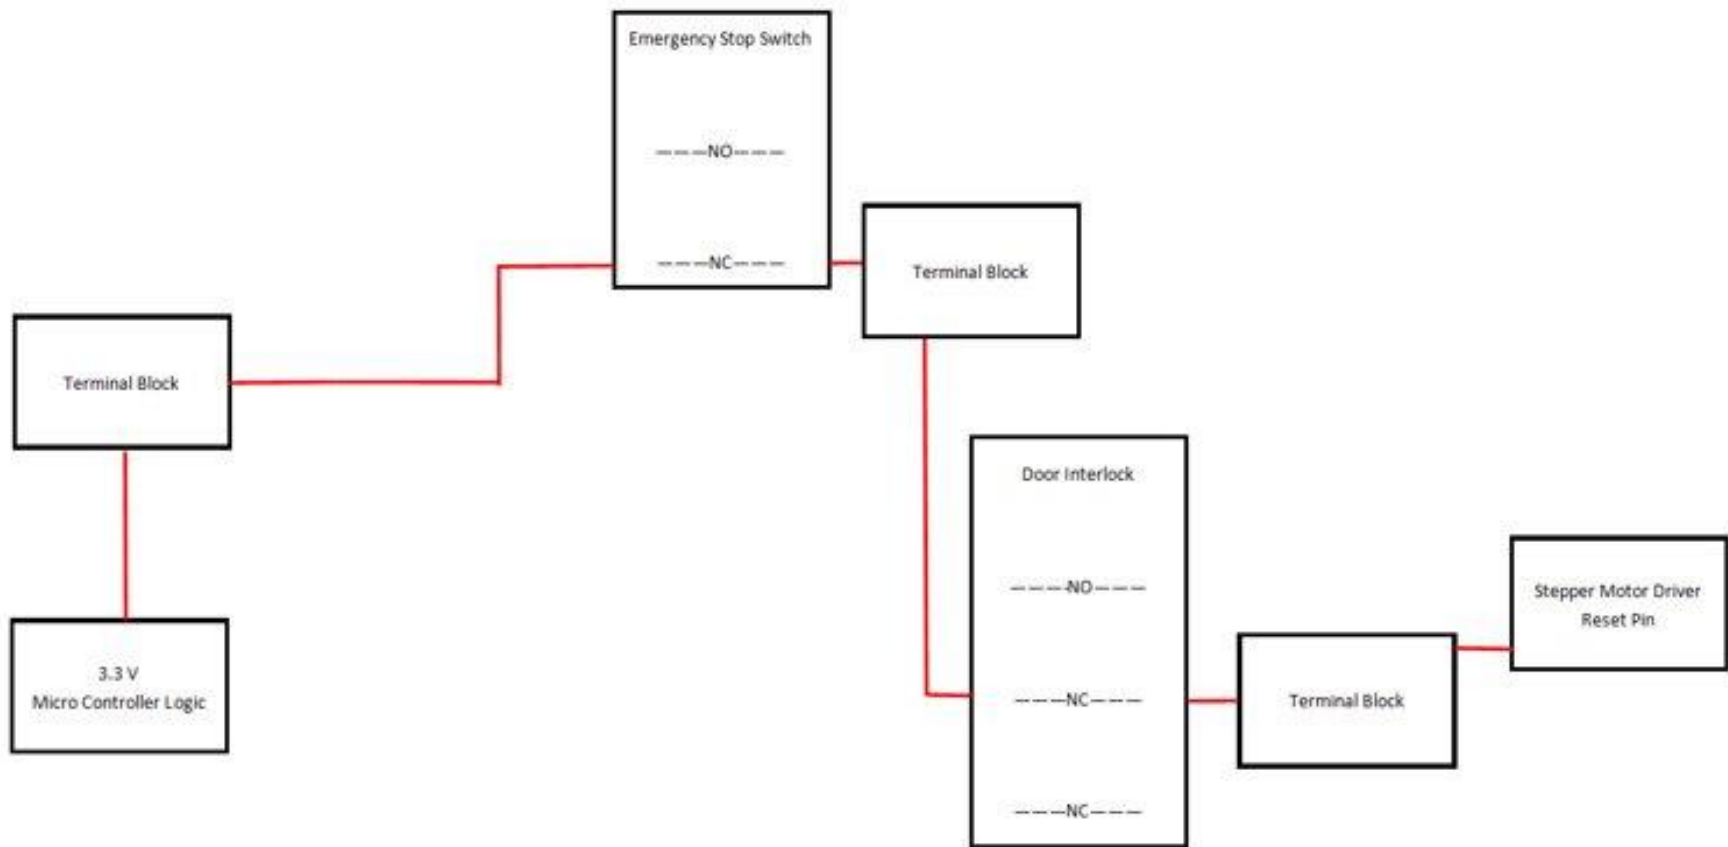 Emergency Stop Switch
———NO———
———NC———
Terminal Block
Terminal Block
3.3 V
Micro Controller Logic
Door Interlock
———NO———
———NC———
———NC———
Terminal Block
Stepper Motor Driver
Reset Pin